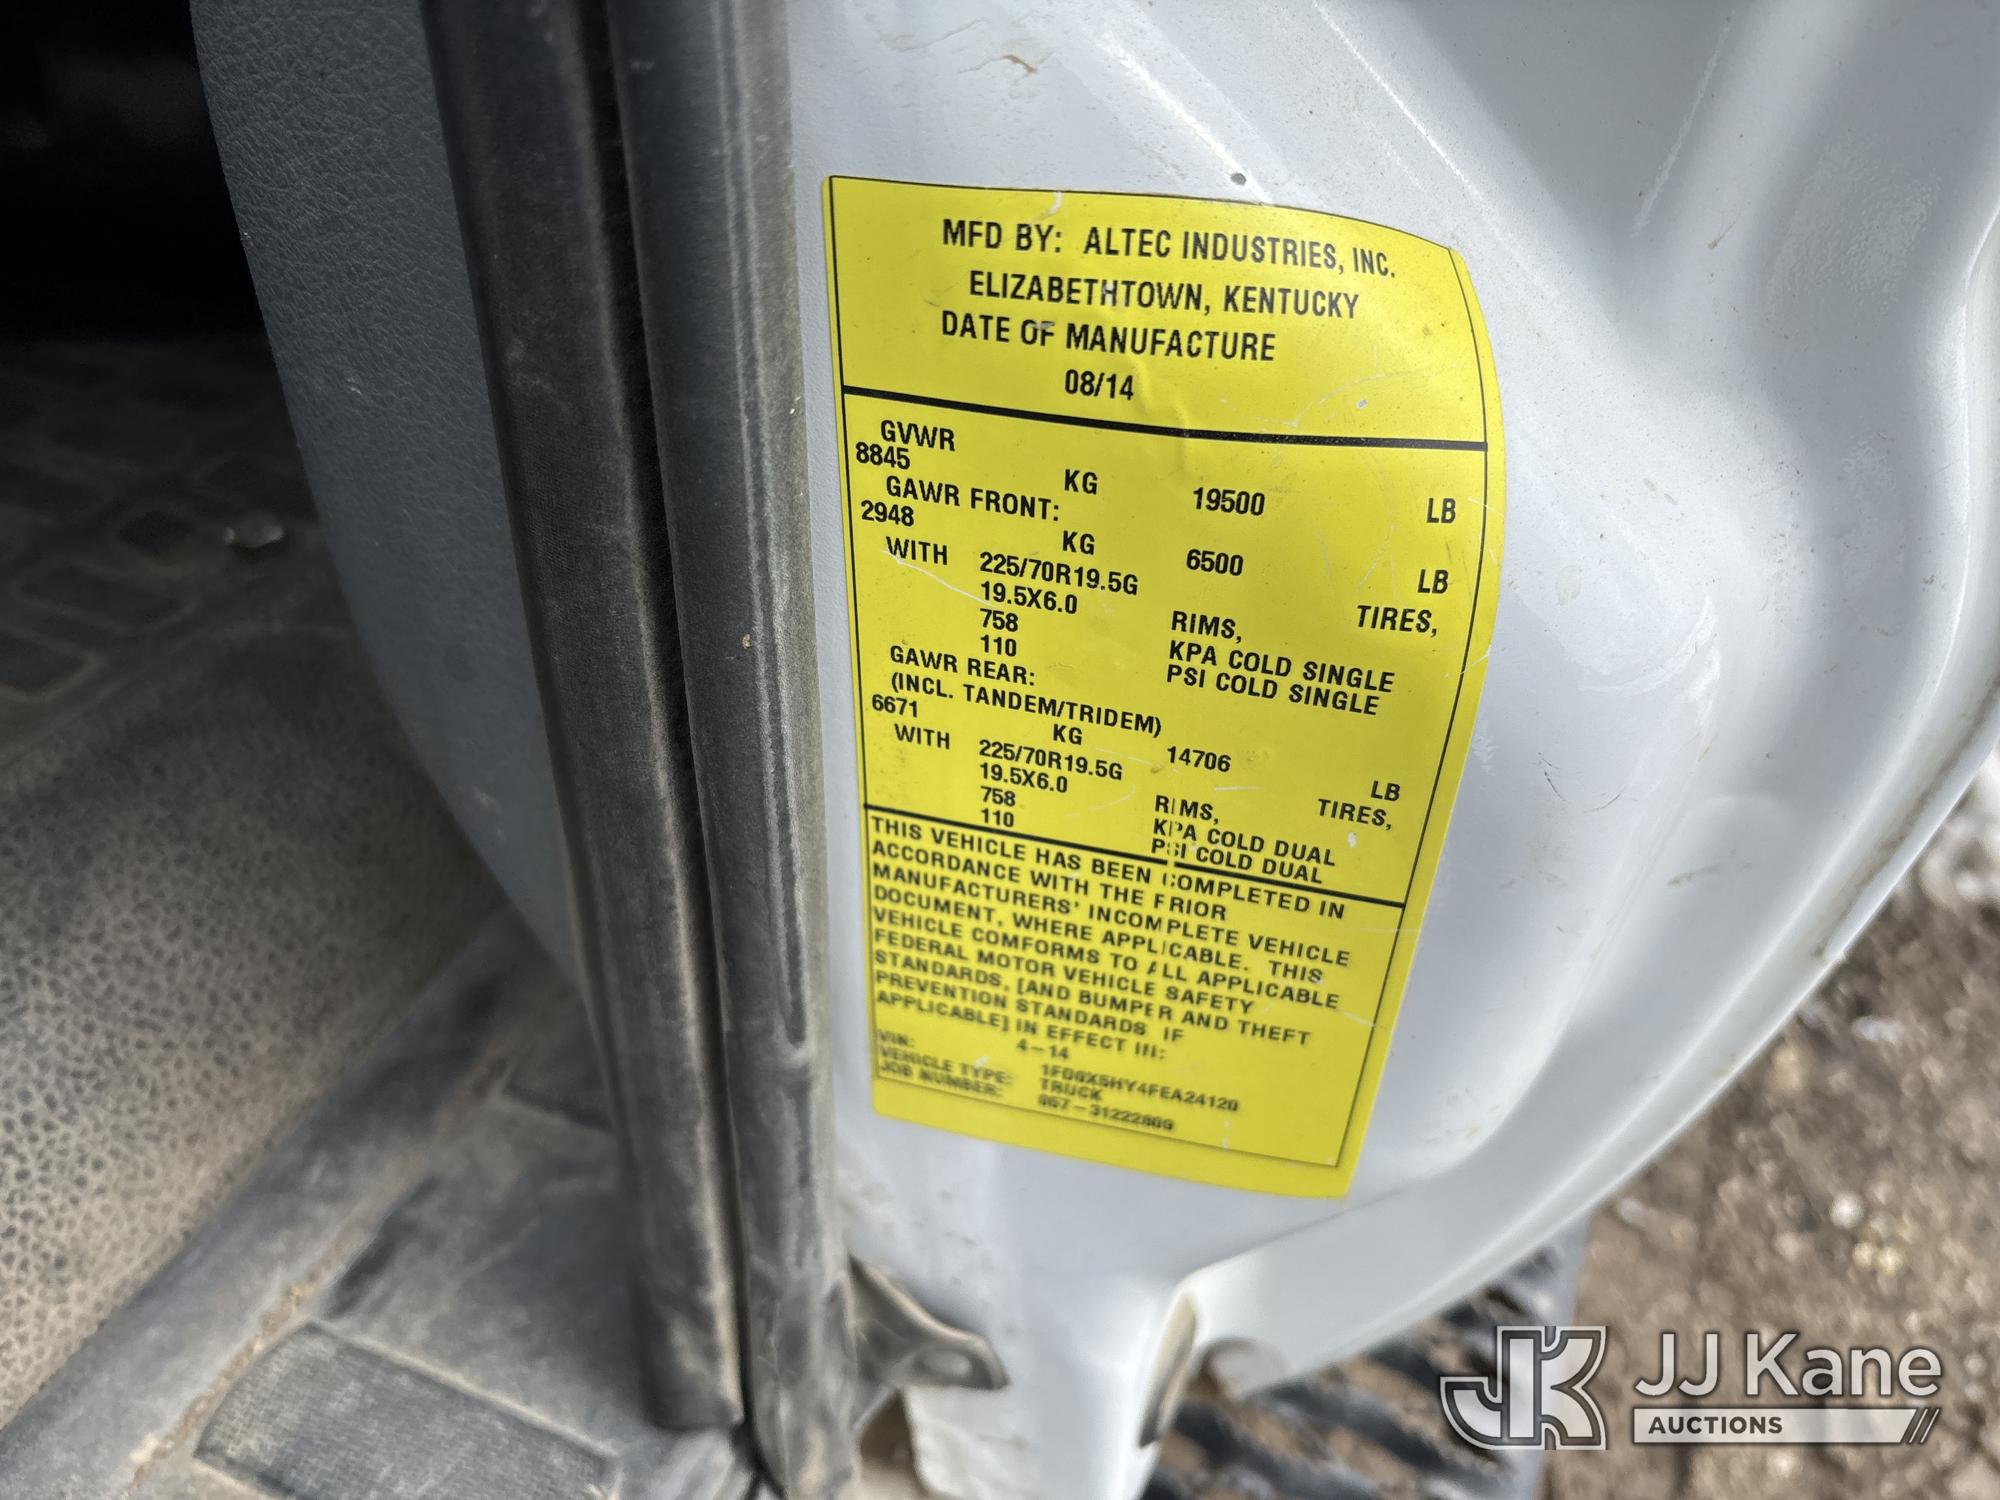 MFD BY: ALTEC INDUSTRIES, INC.
ELIZABETHTOWN, KENTUCKY
DATE OF MANUFACTURE
08/14
GVWR
8845 KG 19500 LB
GAWR FRONT:
2948 KG 6500 LB
WITH 225/70R19.5G TIRES,
19.5X6.0 RIMS,
758 KPA COLD SINGLE
110 PSI COLD SINGLE
GAWR REAR:
(INCL. TANDEM/TRIDEM)
6671 KG 14706 LB
WITH 225/70R19.5G TIRES,
19.5X6.0 RIMS,
758 KPA COLD DUAL
110 PSI COLD DUAL
THIS VEHICLE HAS BEEN COMPLETED IN
ACCORDANCE WITH THE PRIOR
MANUFACTURERS' INCOMPLETE VEHICLE
DOCUMENT, WHERE APPLICABLE. THIS
VEHICLE COMFORMS TO ALL APPLICABLE
FEDERAL MOTOR VEHICLE SAFETY
STANDARDS, [AND BUMPER AND THEFT
PREVENTION STANDARDS IF
APPLICABLE] IN EFFECT IN:
4-14
VIN: 1FD0X5HY4FEA24120
VEHICLE TYPE: TRUCK
JOB NUMBER:
JJ Kane
AUCTIONS